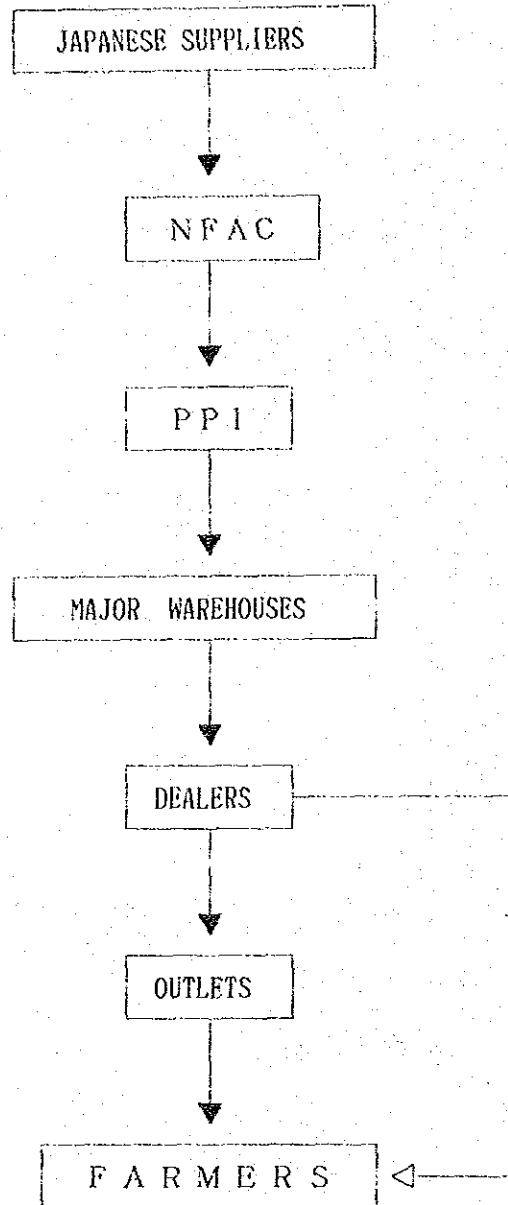 JAPANESE SUPPLIERS
NFAC
PPI
MAJOR WAREHOUSES
DEALERS
OUTLETS
FARMERS